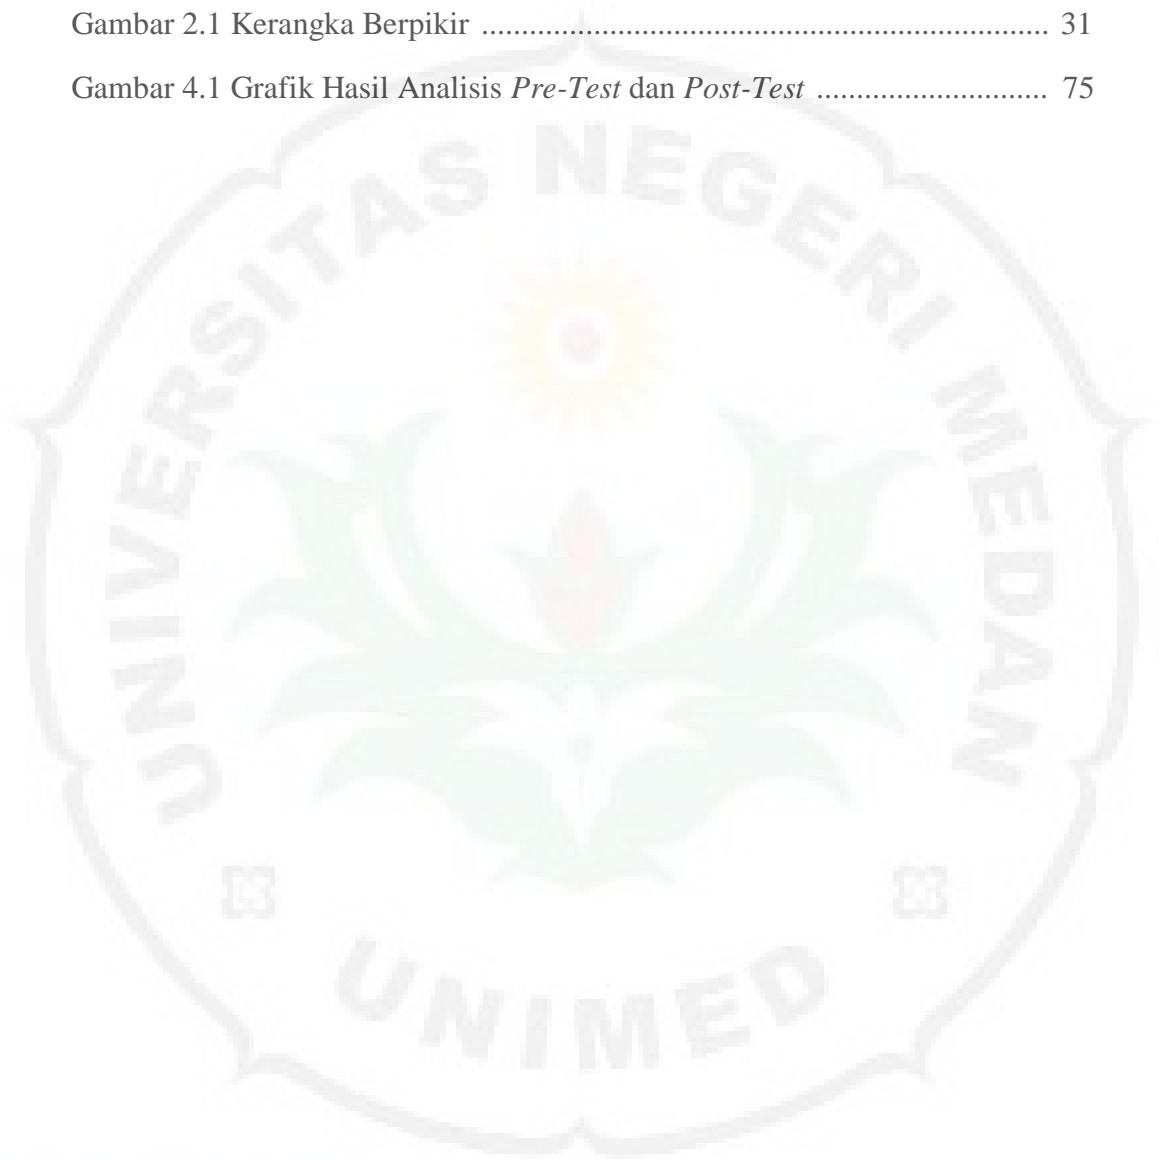 Gambar 2.1 Kerangka Berpikir ....................................................................... 31
Gambar 4.1 Grafik Hasil Analisis Pre-Test dan Post-Test ............................. 75
UNIVERSITAS NEGERI MEDAN
UNIMED